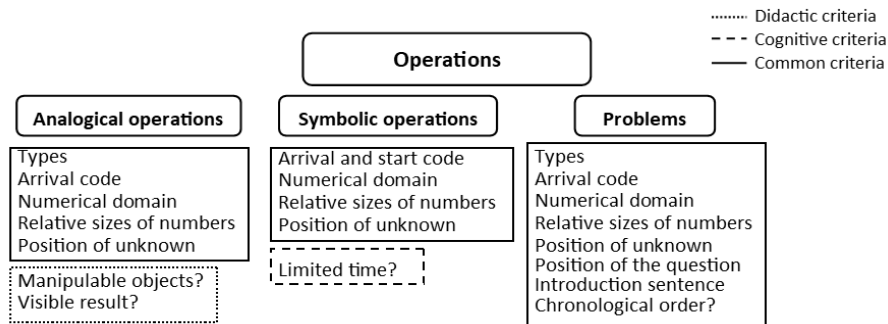 Didactic criteria
Cognitive criteria
Common criteria
Operations
Analogical operations
Types
Arrival code
Numerical domain
Relative sizes of numbers
Position of unknown
Manipulable objects?
Visible result?
Symbolic operations
Arrival and start code
Numerical domain
Relative sizes of numbers
Position of unknown
Limited time?
Problems
Types
Arrival code
Numerical domain
Relative sizes of numbers
Position of unknown
Position of the question
Introduction sentence
Chronological order?